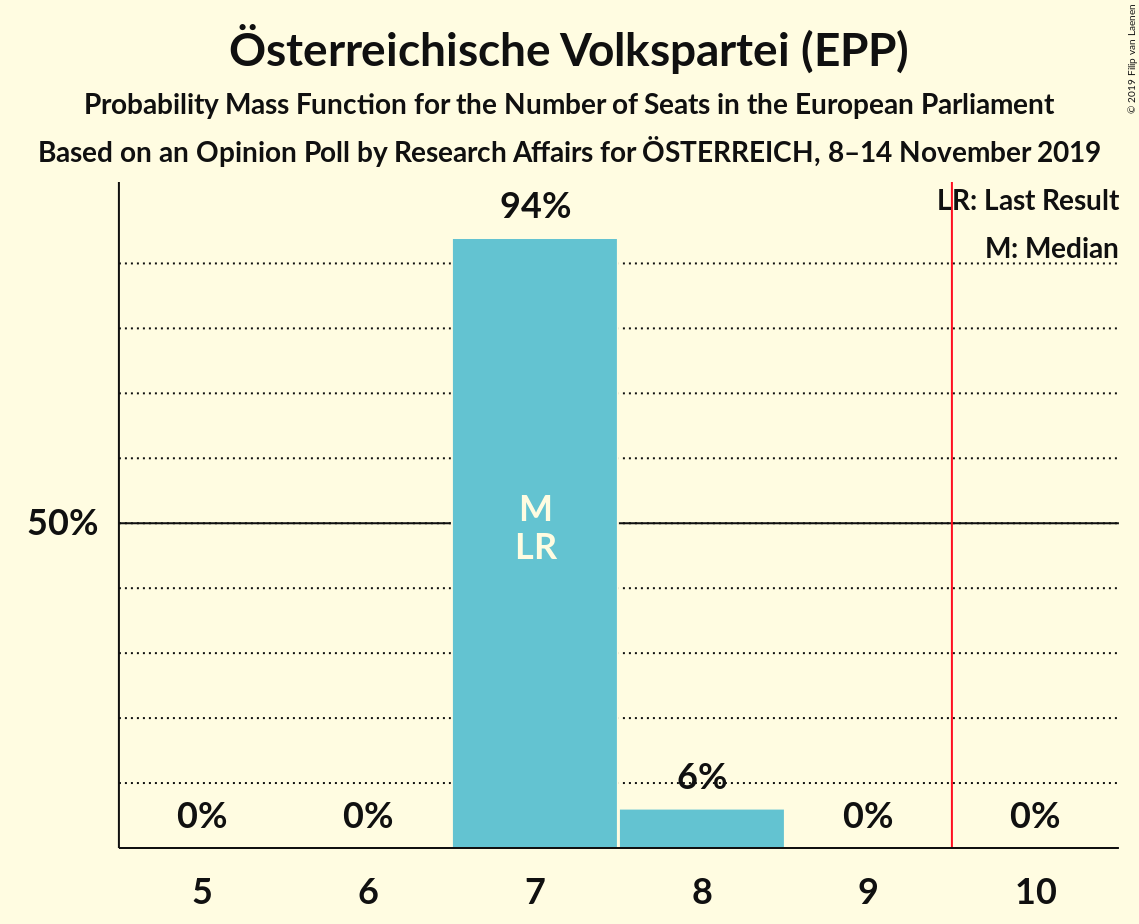 Österreichische Volkspartei (EPP)
Probability Mass Function for the Number of Seats in the European Parliament
Based on an Opinion Poll by Research Affairs for ÖSTERREICH, 8–14 November 2019
© 2019 Filip van Laenen
LR: Last Result
M: Median
94%
50%
M
LR
6%
0%
0%
0%
0%
5
6
7
8
9
10